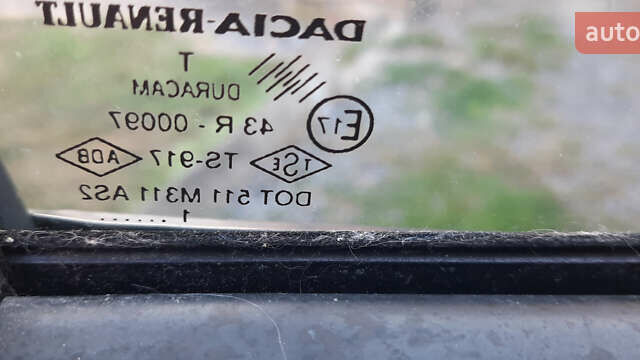 DACIA-RENAULT
T
DURACAM
E17
43 R - 00097
TSE TS-917 ADB
DOT 511 M311 AS2
1 .......
auto